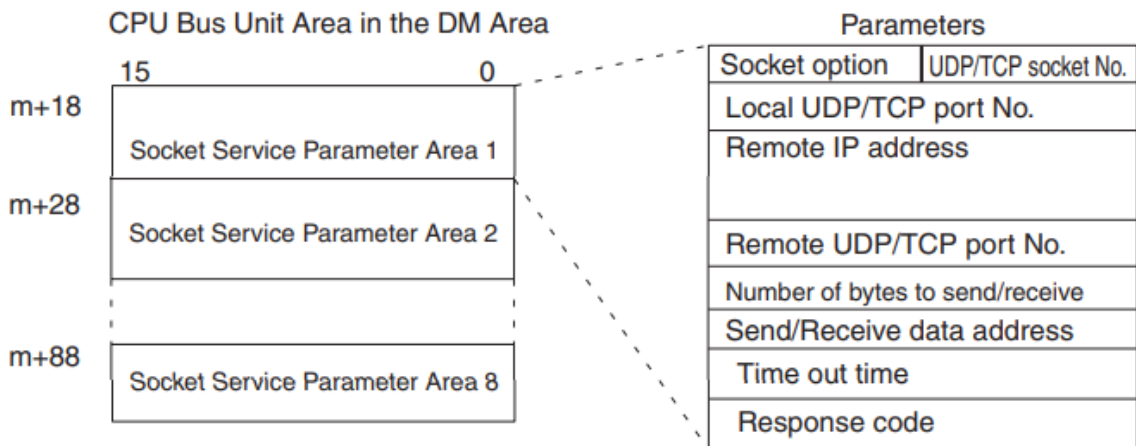 CPU Bus Unit Area in the DM Area
15 0
m+18
Socket Service Parameter Area 1
m+28
Socket Service Parameter Area 2
m+88
Socket Service Parameter Area 8
Parameters
Socket option UDP/TCP socket No.
Local UDP/TCP port No.
Remote IP address
Remote UDP/TCP port No.
Number of bytes to send/receive
Send/Receive data address
Time out time
Response code